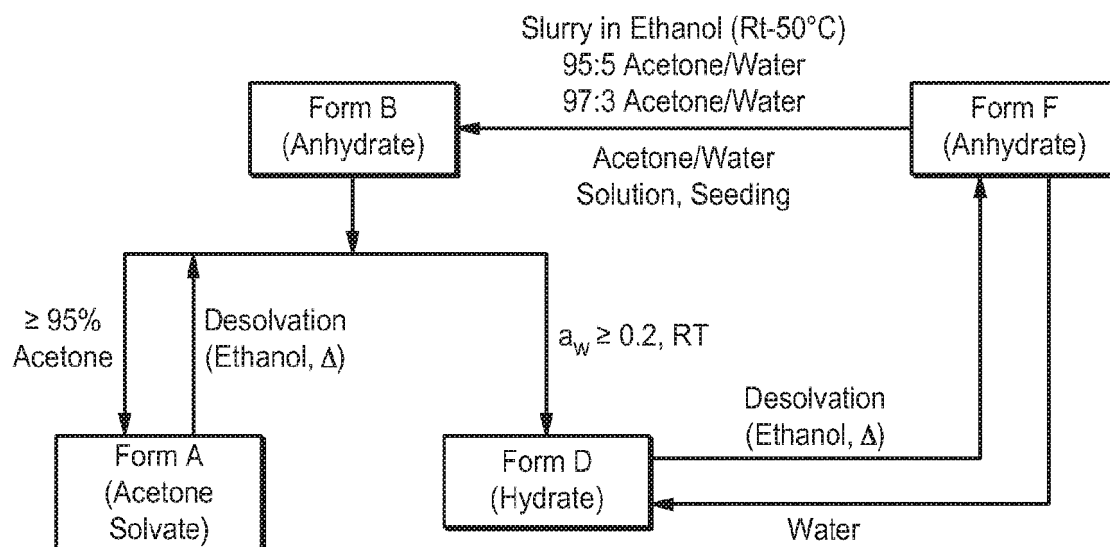 Slurry in Ethanol (Rt-50°C)
95:5 Acetone/Water
97:3 Acetone/Water
Form B
(Anhydrate)
Form F
(Anhydrate)
Acetone/Water
Solution, Seeding
≥ 95%
Acetone
Desolvation
(Ethanol, Δ)
aw ≥ 0.2, RT
Desolvation
(Ethanol, Δ)
Form A
(Acetone
Solvate)
Form D
(Hydrate)
Water